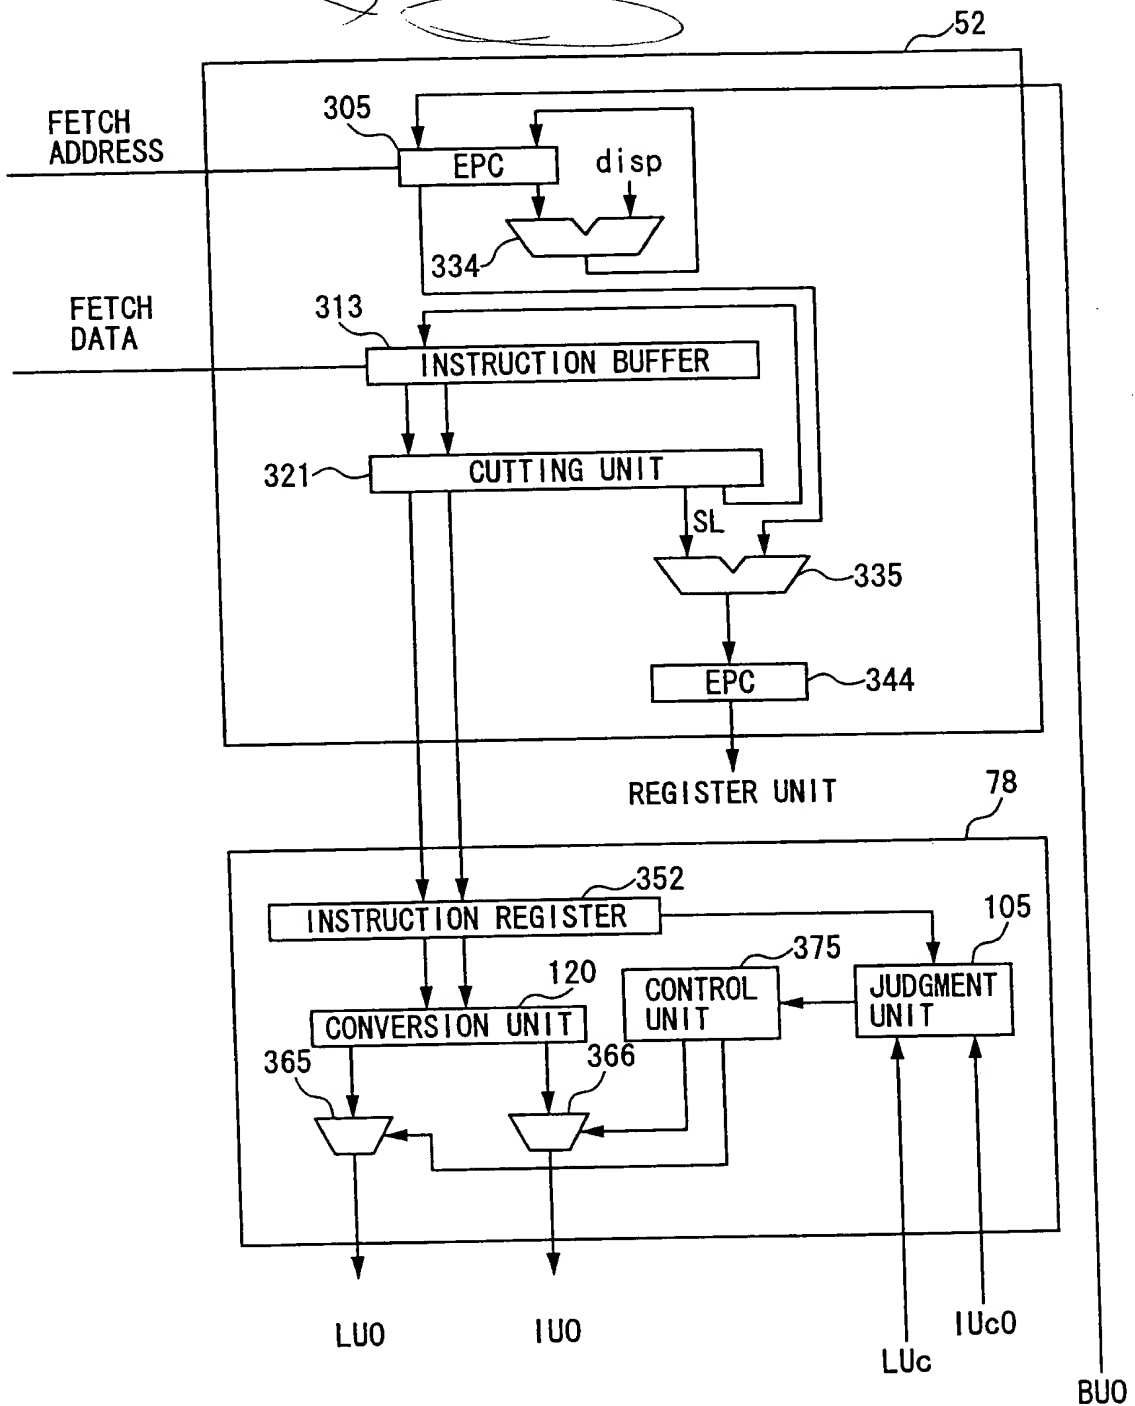 52
305
FETCH
ADDRESS
EPC
disp
334
FETCH
DATA
313
INSTRUCTION BUFFER
321
CUTTING UNIT
SL
335
EPC
344
REGISTER UNIT
78
352
INSTRUCTION REGISTER
105
375
120
CONTROL
UNIT
JUDGMENT
UNIT
CONVERSION UNIT
365
366
LU0
IU0
LUc
IUc0
BU0